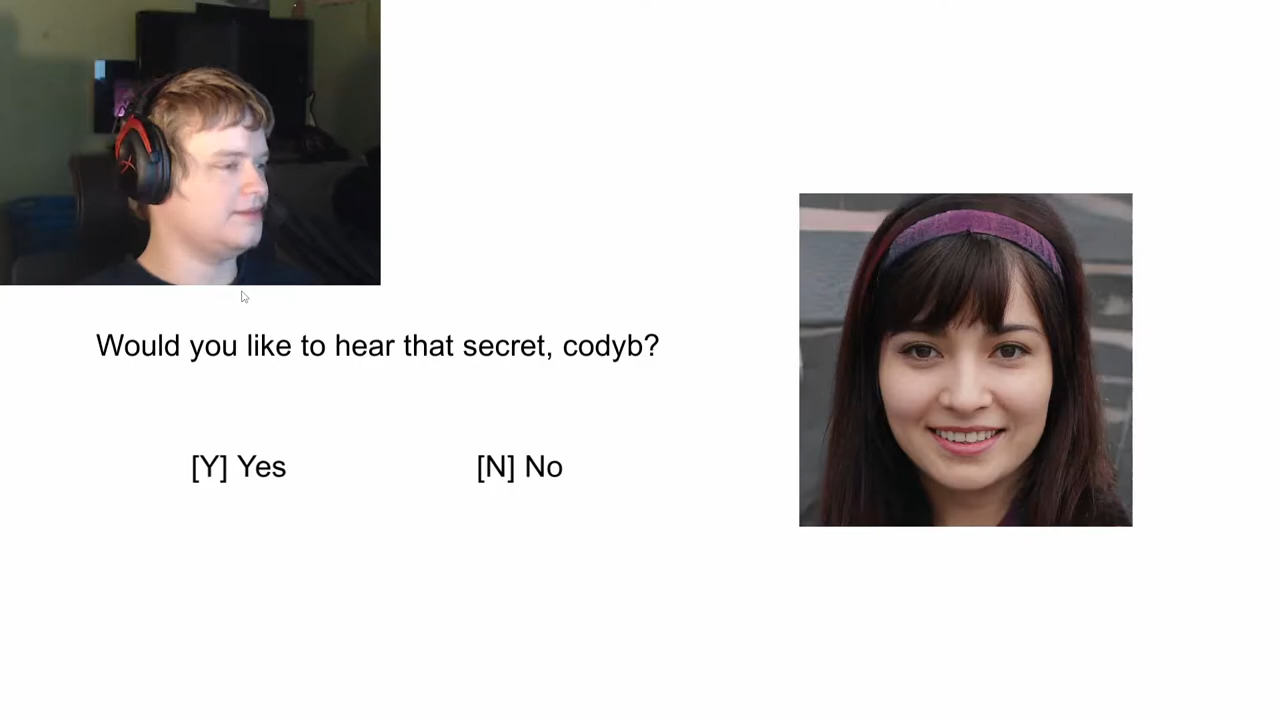 Would you like to hear that secret, codyb?
[Y] Yes [N] No